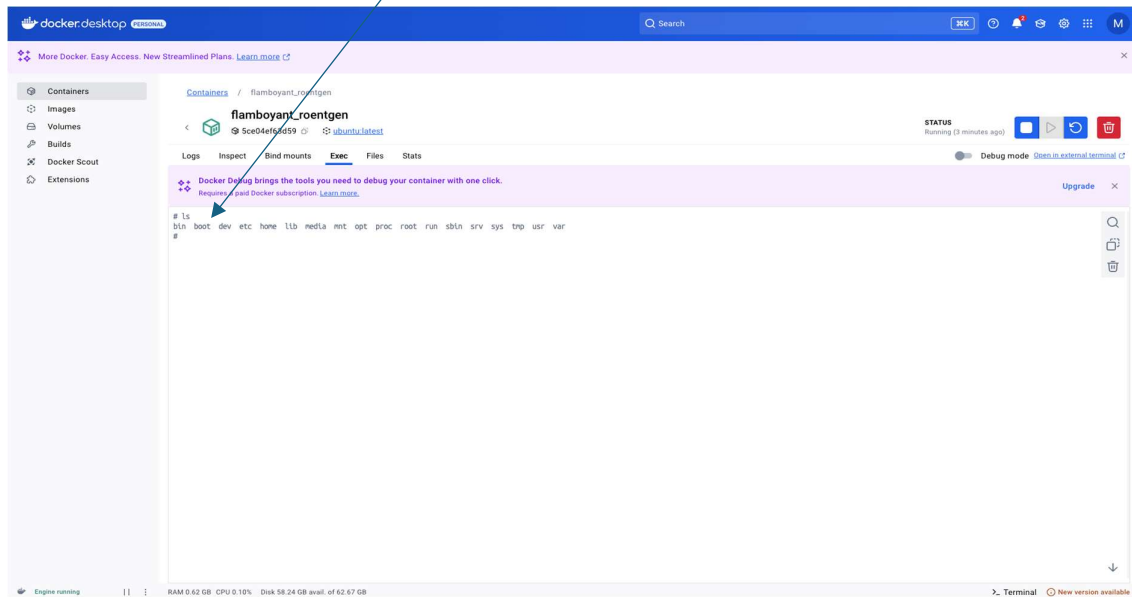 docker.desktop PERSONAL
Search
⌘K
2
M
More Docker. Easy Access. New Streamlined Plans. Learn more
Containers
Images
Volumes
Builds
Docker Scout
Extensions
Containers / flamboyant_roentgen
flamboyant_roentgen
5ce04ef63d59 ubuntu:latest
STATUS
Running (3 minutes ago)
Logs Inspect Bind mounts Exec Files Stats
Debug mode Open in external terminal
Docker Debug brings the tools you need to debug your container with one click.
Requires a paid Docker subscription. Learn more.
Upgrade
# ls
bin boot dev etc home lib media mnt opt proc root run sbin srv sys tmp usr var
#
Engine running
RAM 0.62 GB CPU 0.10% Disk 58.24 GB avail. of 62.67 GB
>_ Terminal
New version available